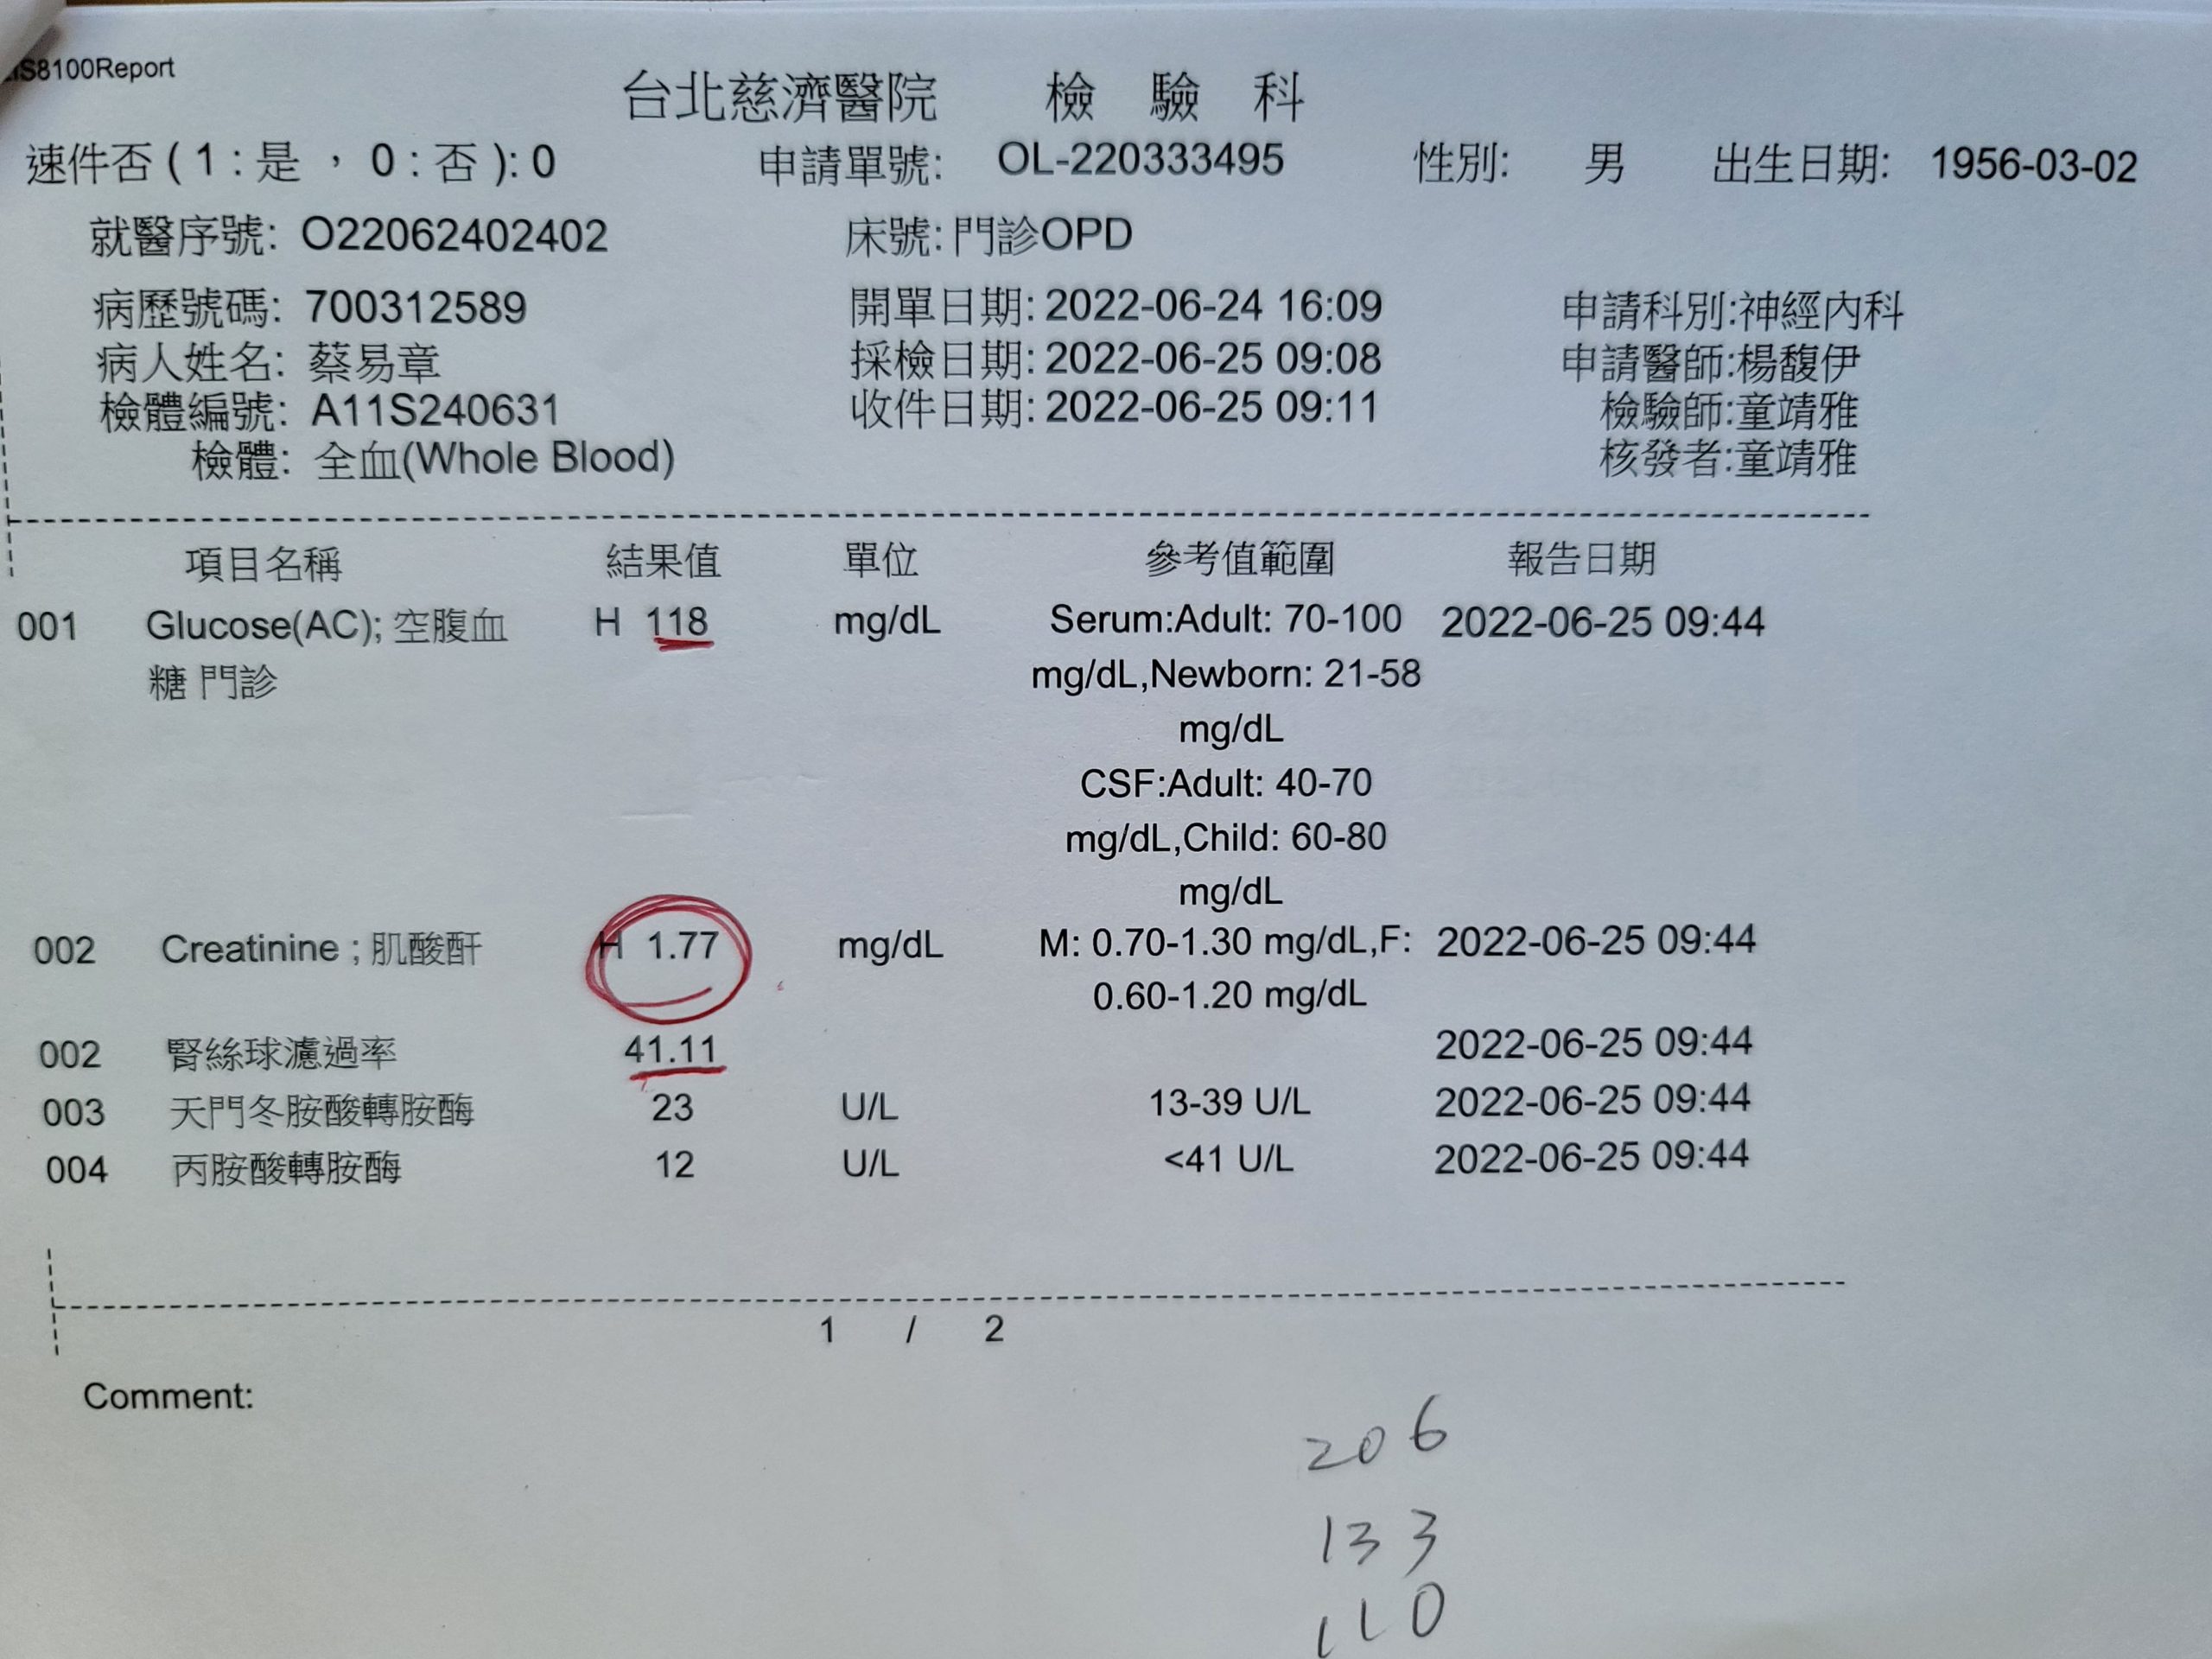 IS8100Report
台北慈濟醫院 檢 驗 科
速件否 ( 1 : 是 , 0 : 否 ): 0 申請單號: OL-220333495 性別: 男 出生日期: 1956-03-02
就醫序號: O22062402402 床號: 門診OPD
病歷號碼: 700312589 開單日期: 2022-06-24 16:09 申請科別:神經內科
病人姓名: 蔡易章 採檢日期: 2022-06-25 09:08 申請醫師:楊馥伊
檢體編號: A11S240631 收件日期: 2022-06-25 09:11 檢驗師:童靖雅
檢體: 全血(Whole Blood) 核發者:童靖雅
項目名稱 結果值 單位 參考值範圍 報告日期
001 Glucose(AC); 空腹血 H 118 mg/dL Serum:Adult: 70-100 2022-06-25 09:44
糖 門診 mg/dL,Newborn: 21-58
mg/dL
CSF:Adult: 40-70
mg/dL,Child: 60-80
mg/dL
002 Creatinine ; 肌酸酐 H 1.77 mg/dL M: 0.70-1.30 mg/dL,F: 2022-06-25 09:44
0.60-1.20 mg/dL
002 腎絲球濾過率 41.11 2022-06-25 09:44
003 天門冬胺酸轉胺酶 23 U/L 13-39 U/L 2022-06-25 09:44
004 丙胺酸轉胺酶 12 U/L <41 U/L 2022-06-25 09:44
1 / 2
Comment:
206
133
110